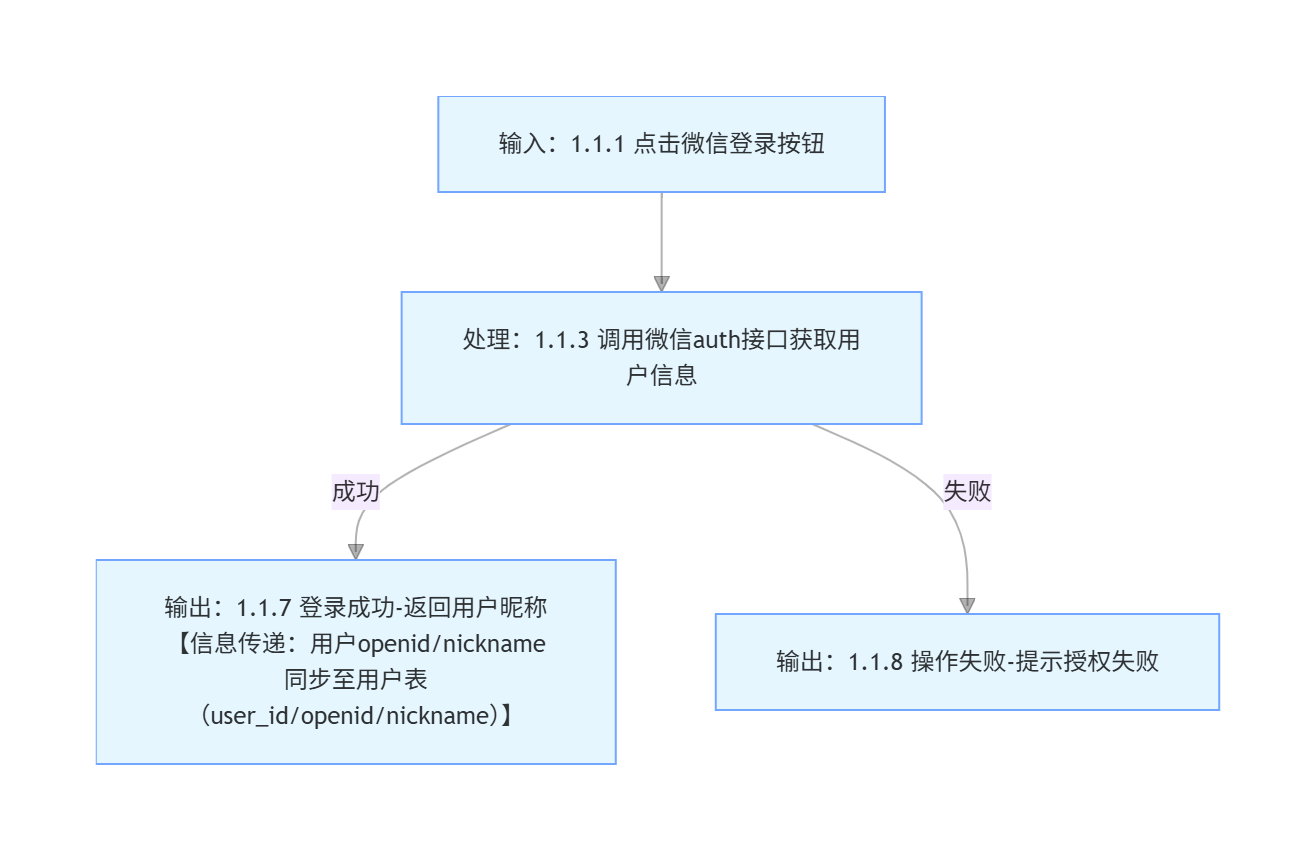 输入：1.1.1 点击微信登录按钮
处理：1.1.3 调用微信auth接口获取用
户信息
成功
失败
输出：1.1.7 登录成功-返回用户昵称
【信息传递：用户openid/nickname
同步至用户表
（user_id/openid/nickname）】
输出：1.1.8 操作失败-提示授权失败